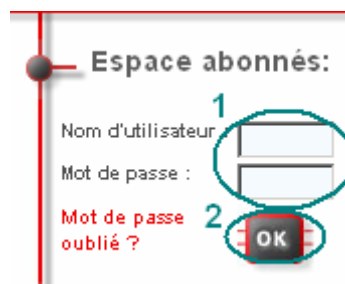 Espace abonnés:
1
Nom d'utilisateur
Mot de passe :
Mot de passe
oublié ?
2
OK